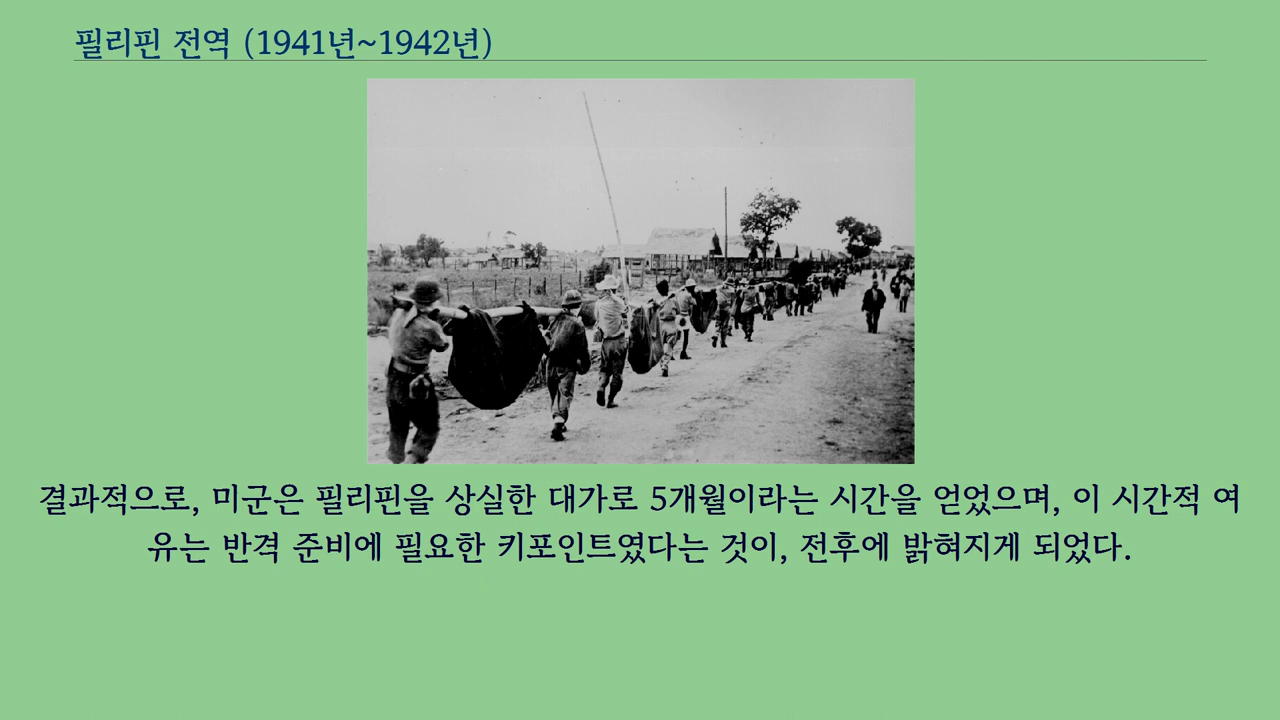 필리핀 전역 (1941년~1942년)
결과적으로, 미군은 필리핀을 상실한 대가로 5개월이라는 시간을 얻었으며, 이 시간적 여
유는 반격 준비에 필요한 키포인트였다는 것이, 전후에 밝혀지게 되었다.